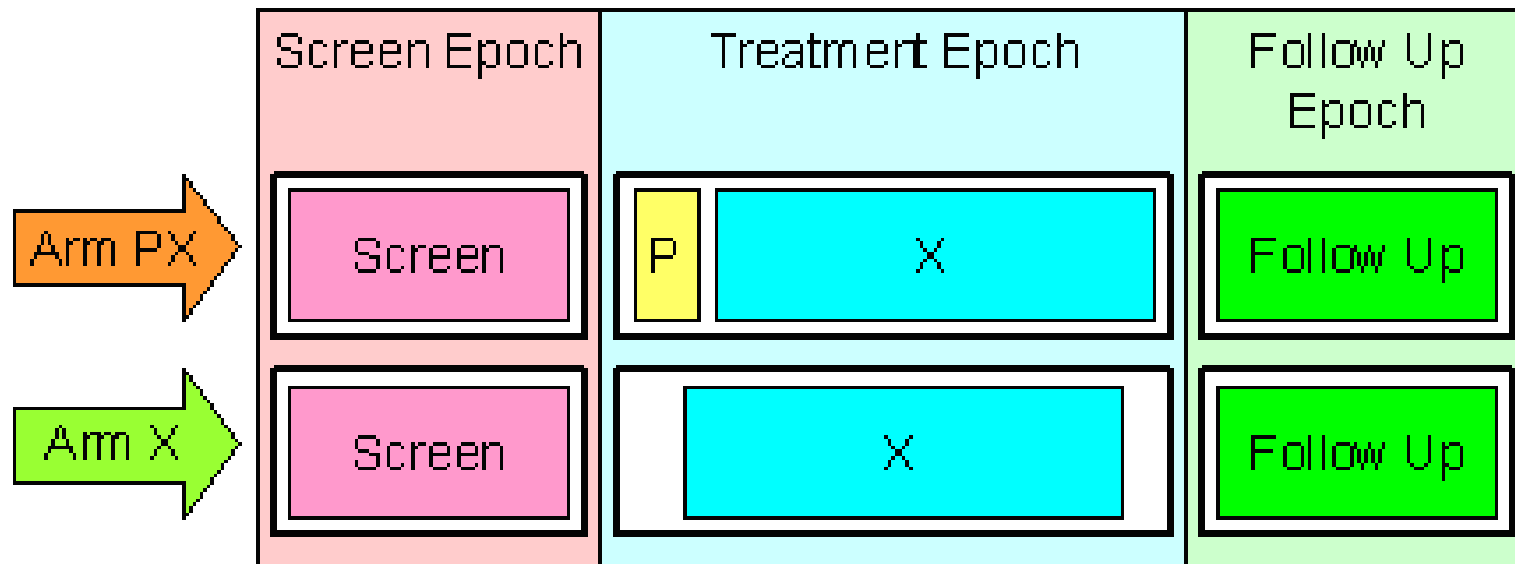 Screen Epoch
Treatment Epoch
Follow Up
Epoch
Arm PX
Screen
P
X
Follow Up
Arm X
Screen
X
Follow Up